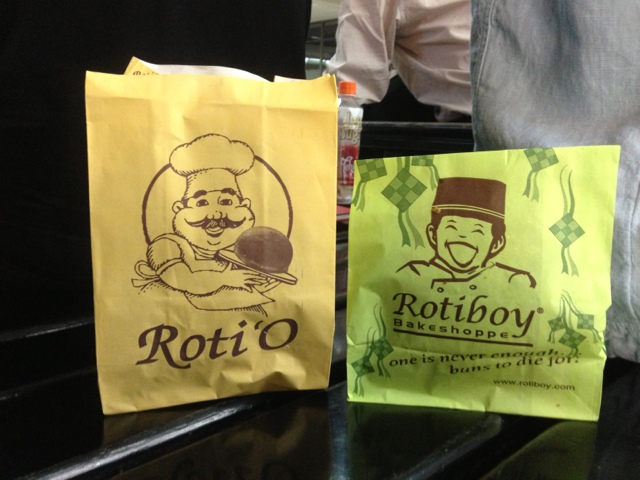 Roti'O
Rotiboy®
Bakeshoppe
one is never enough...
buns to die for!
www.rotiboy.com